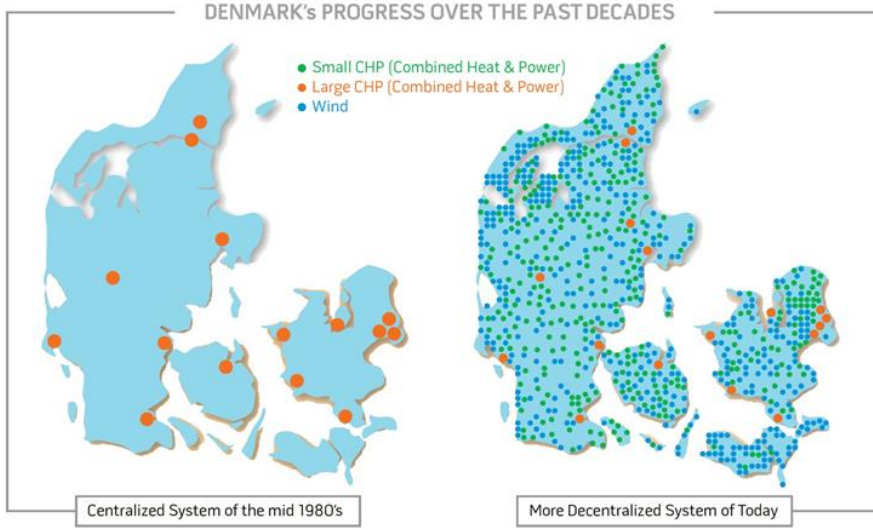 DENMARK's PROGRESS OVER THE PAST DECADES
Small CHP (Combined Heat & Power)
Large CHP (Combined Heat & Power)
Wind
Centralized System of the mid 1980's
More Decentralized System of Today